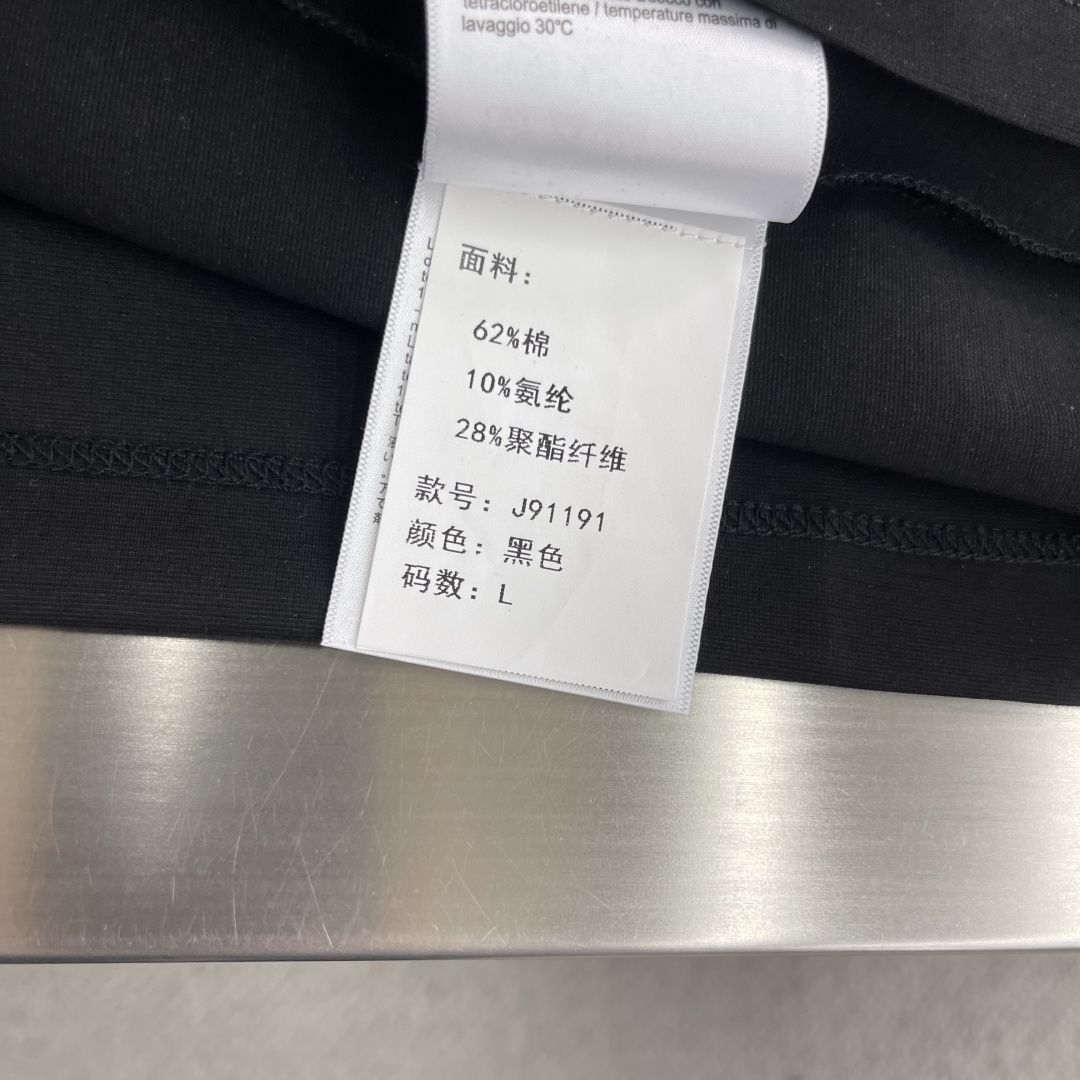 tetracloroetilene / temperature massima di
lavaggio 30°C
面料：
62%棉
10%氨纶
28%聚酯纤维
款号：J91191
颜色：黑色
码数：L